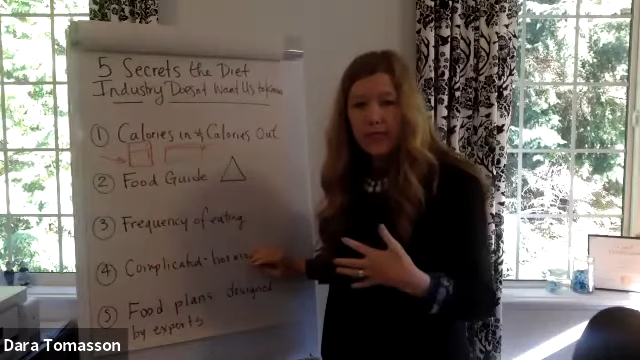 5 Secrets the Diet
Industry Doesnt Want Us to Know
① Calories in & Calories Out
② Food Guide
③ Frequency of eating
④ Complicated -
⑤ Food plans designed
by experts
Dara Tomasson